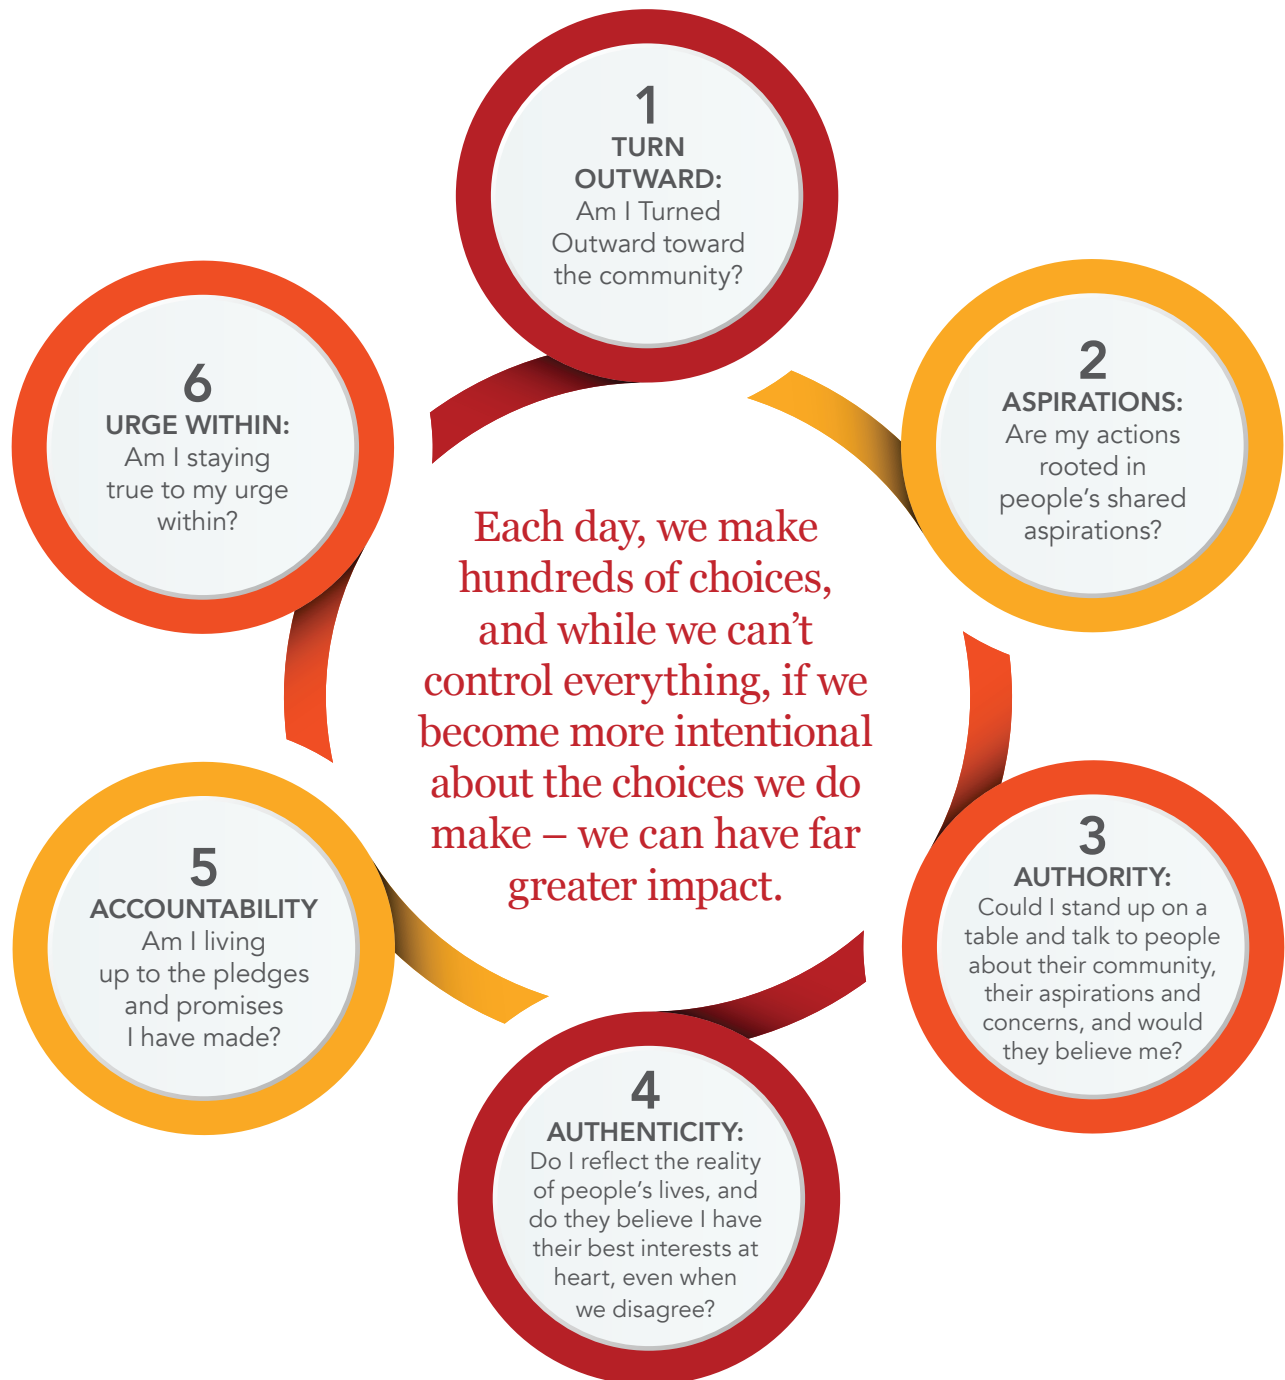 1
TURN
OUTWARD:
Am I Turned
Outward toward
the community?
2
ASPIRATIONS:
Are my actions
rooted in
people’s shared
aspirations?
3
AUTHORITY:
Could I stand up on a
table and talk to people
about their community,
their aspirations and
concerns, and would
they believe me?
4
AUTHENTICITY:
Do I reflect the reality
of people’s lives, and
do they believe I have
their best interests at
heart, even when
we disagree?
5
ACCOUNTABILITY
Am I living
up to the pledges
and promises
I have made?
6
URGE WITHIN:
Am I staying
true to my urge
within?
Each day, we make
hundreds of choices,
and while we can’t
control everything, if we
become more intentional
about the choices we do
make – we can have far
greater impact.